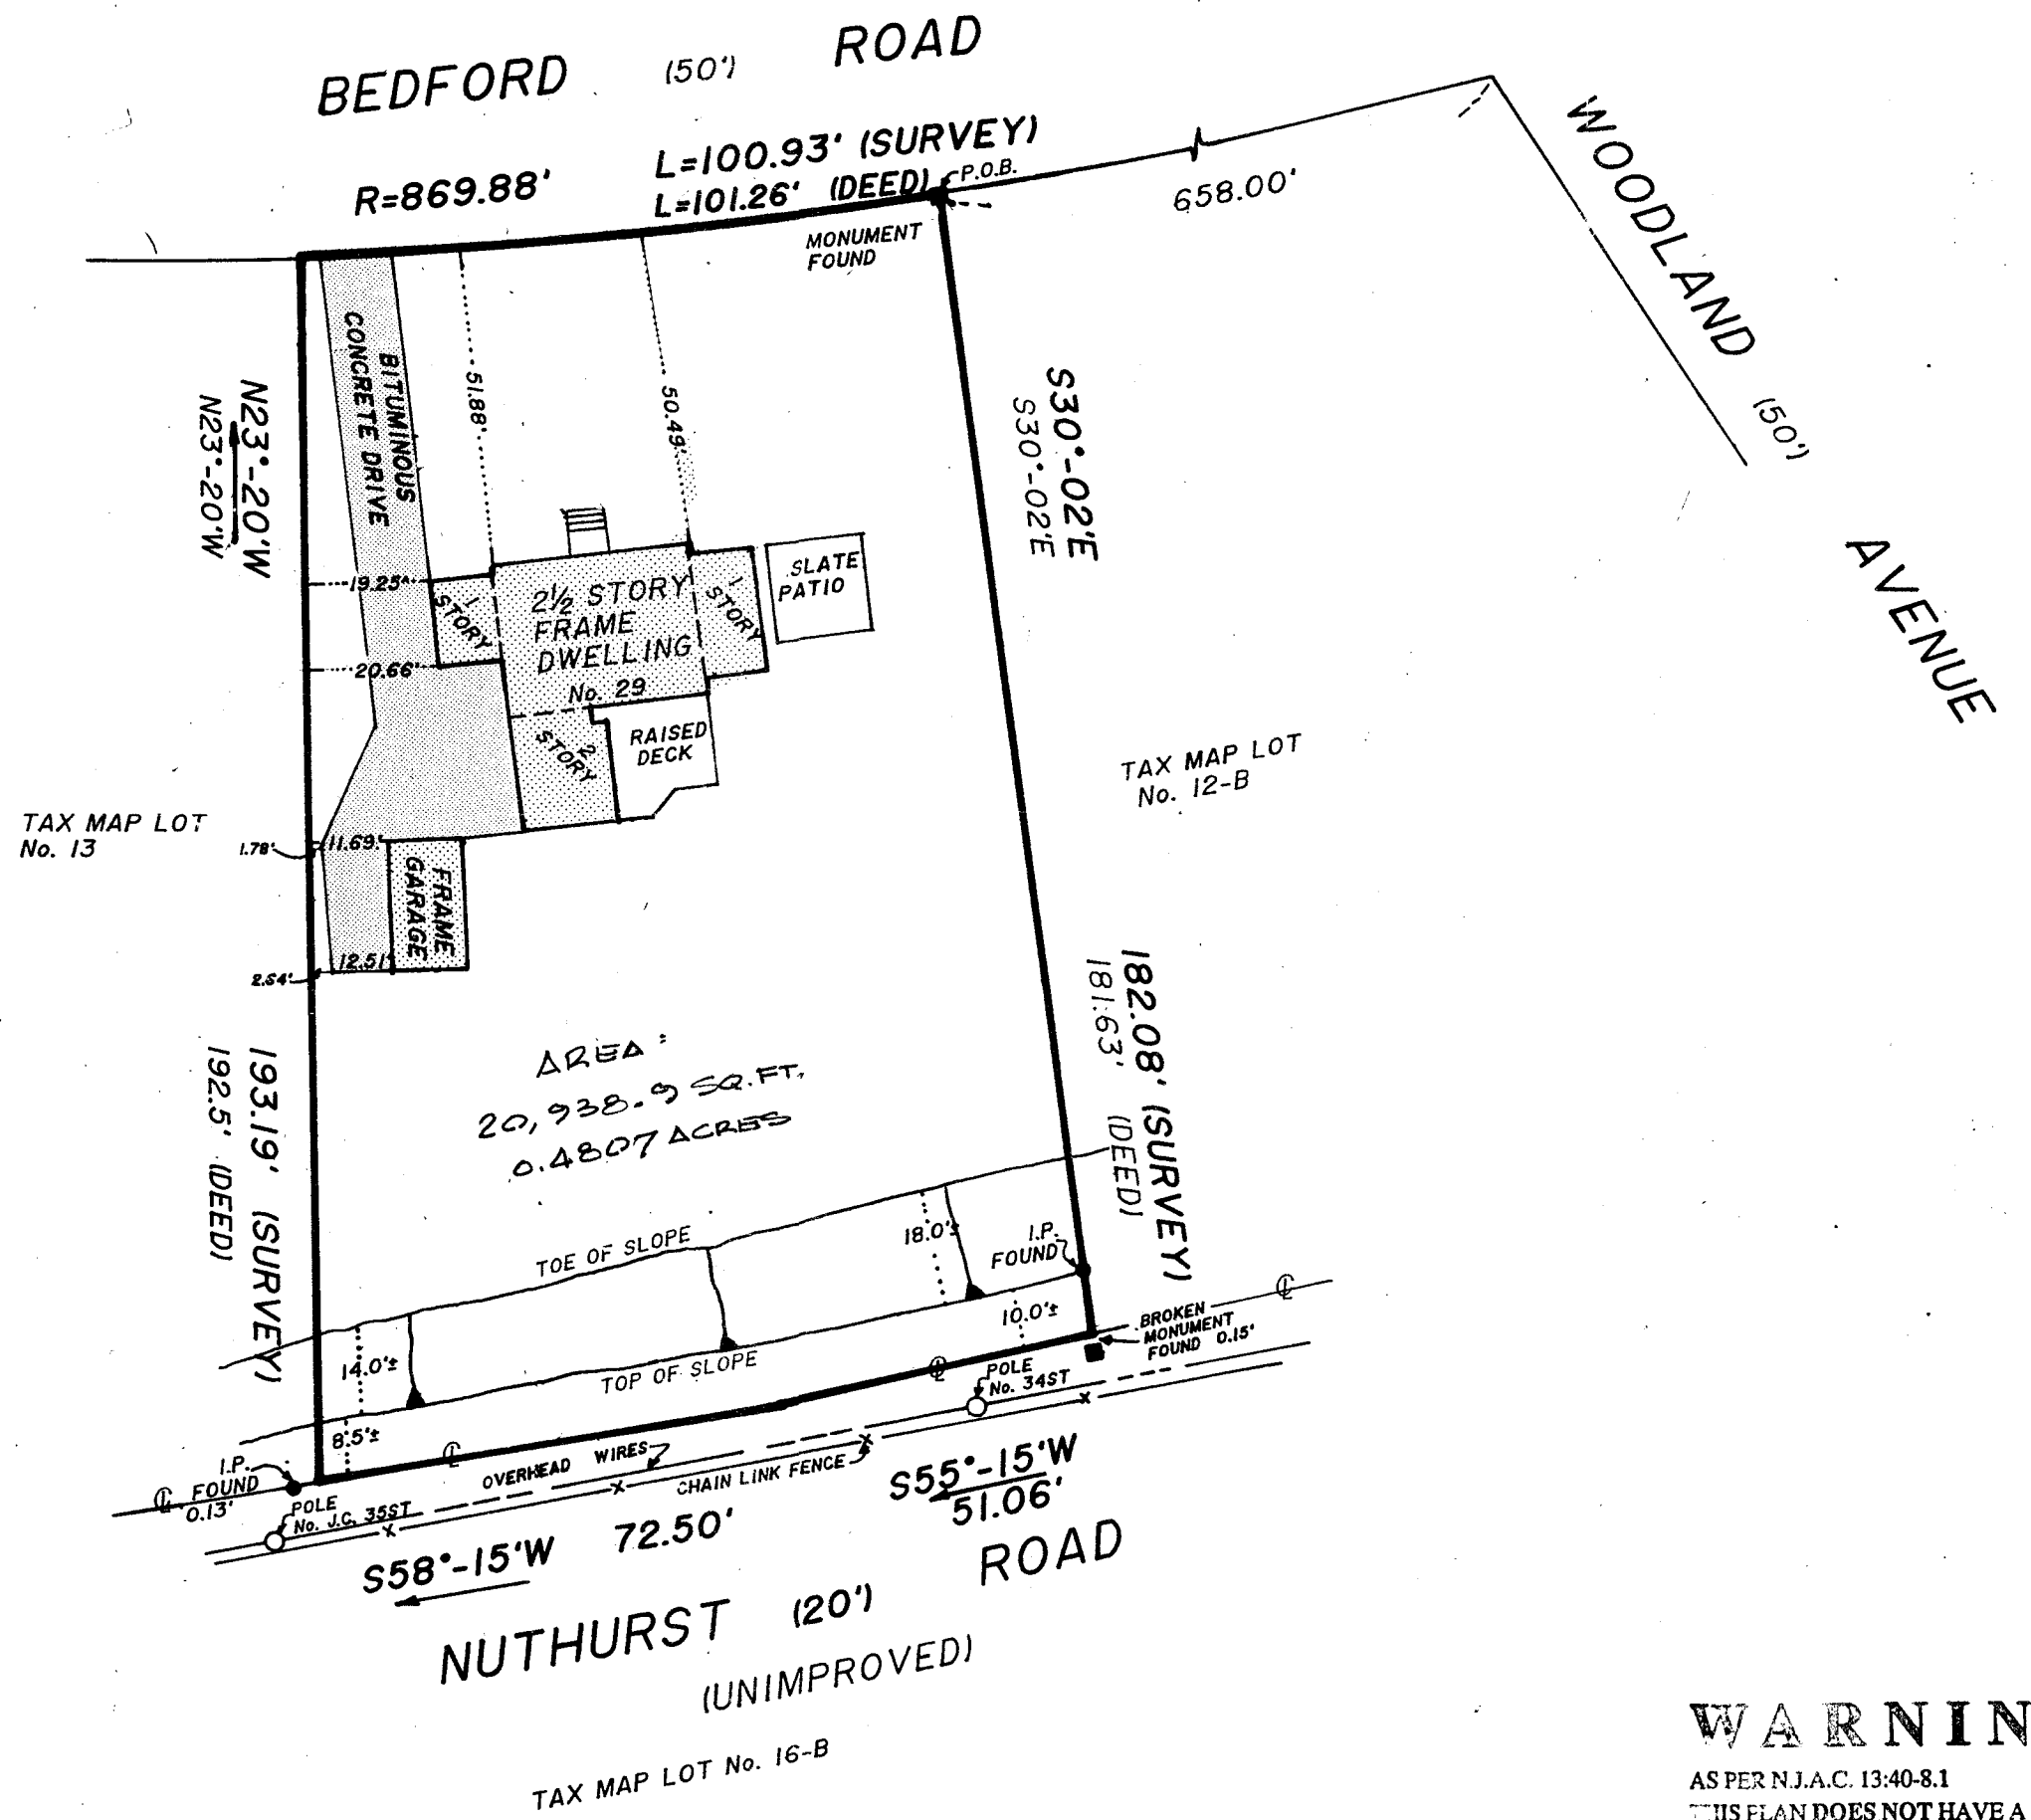 BEDFORD (50') ROAD
L=100.93' (SURVEY)
R=869.88' L=101.26' (DEED)
P.O.B.
658.00'
MONUMENT
FOUND
WOODLAND (50') AVENUE
BITUMINOUS
CONCRETE DRIVE
51.88'
50.49'
N23°-20'W
N23°-20'W
S30°-02'E
S30°-02'E
19.25'
20.66'
1
STORY
2½ STORY
FRAME
DWELLING
No. 29
1
STORY
SLATE
PATIO
2
STORY
RAISED
DECK
TAX MAP LOT
No. 12-B
TAX MAP LOT
No. 13
1.78'
11.69'
FRAME
GARAGE
12.51'
2.64'
193.19' (SURVEY)
192.5' (DEED)
182.08' (SURVEY)
181.63' (DEED)
AREA:
20,938.9 SQ.FT.
0.4807 ACRES
TOE OF SLOPE
18.0'±
I.P.
FOUND
14.0'±
TOP OF SLOPE
10.0'±
BROKEN
MONUMENT
FOUND 0.15'
8.5'±
POLE
No. 34ST
I.P.
FOUND
0.13'
POLE
No. J.C. 35ST
OVERHEAD WIRES
CHAIN LINK FENCE
S55°-15'W
51.06'
S58°-15'W 72.50'
NUTHURST (20') ROAD
(UNIMPROVED)
TAX MAP LOT No. 16-B
WARNIN
AS PER N.J.A.C. 13:40-8.1
THIS PLAN DOES NOT HAVE A